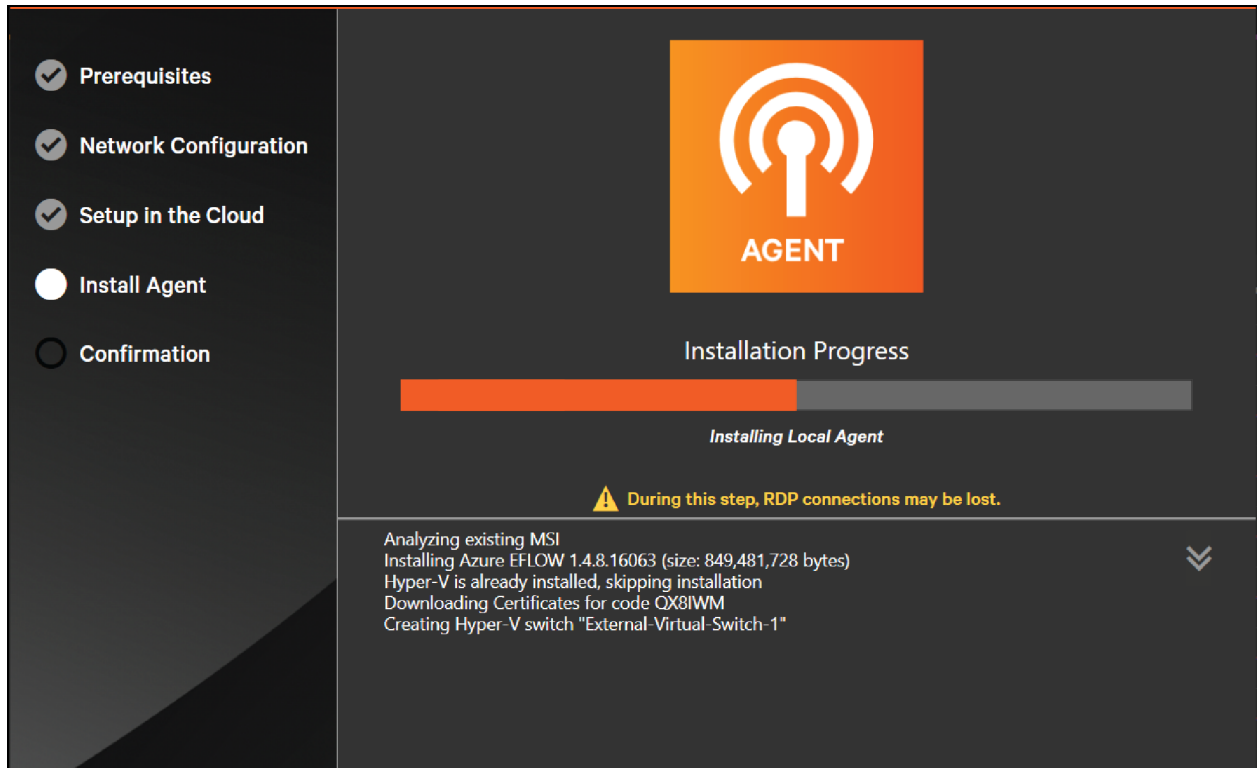 Prerequisites
Network Configuration
Setup in the Cloud
Install Agent
Confirmation
AGENT
Installation Progress
Installing Local Agent
During this step, RDP connections may be lost.
Analyzing existing MSI
Installing Azure EFLOW 1.4.8.16063 (size: 849,481,728 bytes)
Hyper-V is already installed, skipping installation
Downloading Certificates for code QX8IWM
Creating Hyper-V switch "External-Virtual-Switch-1"